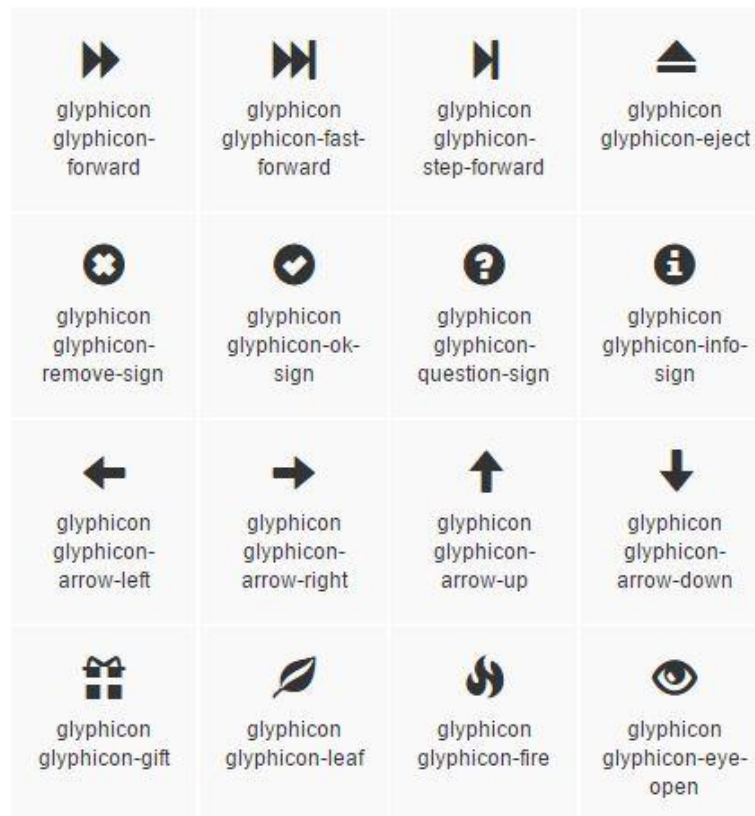 glyphicon
glyphicon-
forward
glyphicon
glyphicon-fast-
forward
glyphicon
glyphicon-
step-forward
glyphicon
glyphicon-eject
glyphicon
glyphicon-
remove-sign
glyphicon
glyphicon-ok-
sign
glyphicon
glyphicon-
question-sign
glyphicon
glyphicon-info-
sign
glyphicon
glyphicon-
arrow-left
glyphicon
glyphicon-
arrow-right
glyphicon
glyphicon-
arrow-up
glyphicon
glyphicon-
arrow-down
glyphicon
glyphicon-gift
glyphicon
glyphicon-leaf
glyphicon
glyphicon-fire
glyphicon
glyphicon-eye-
open